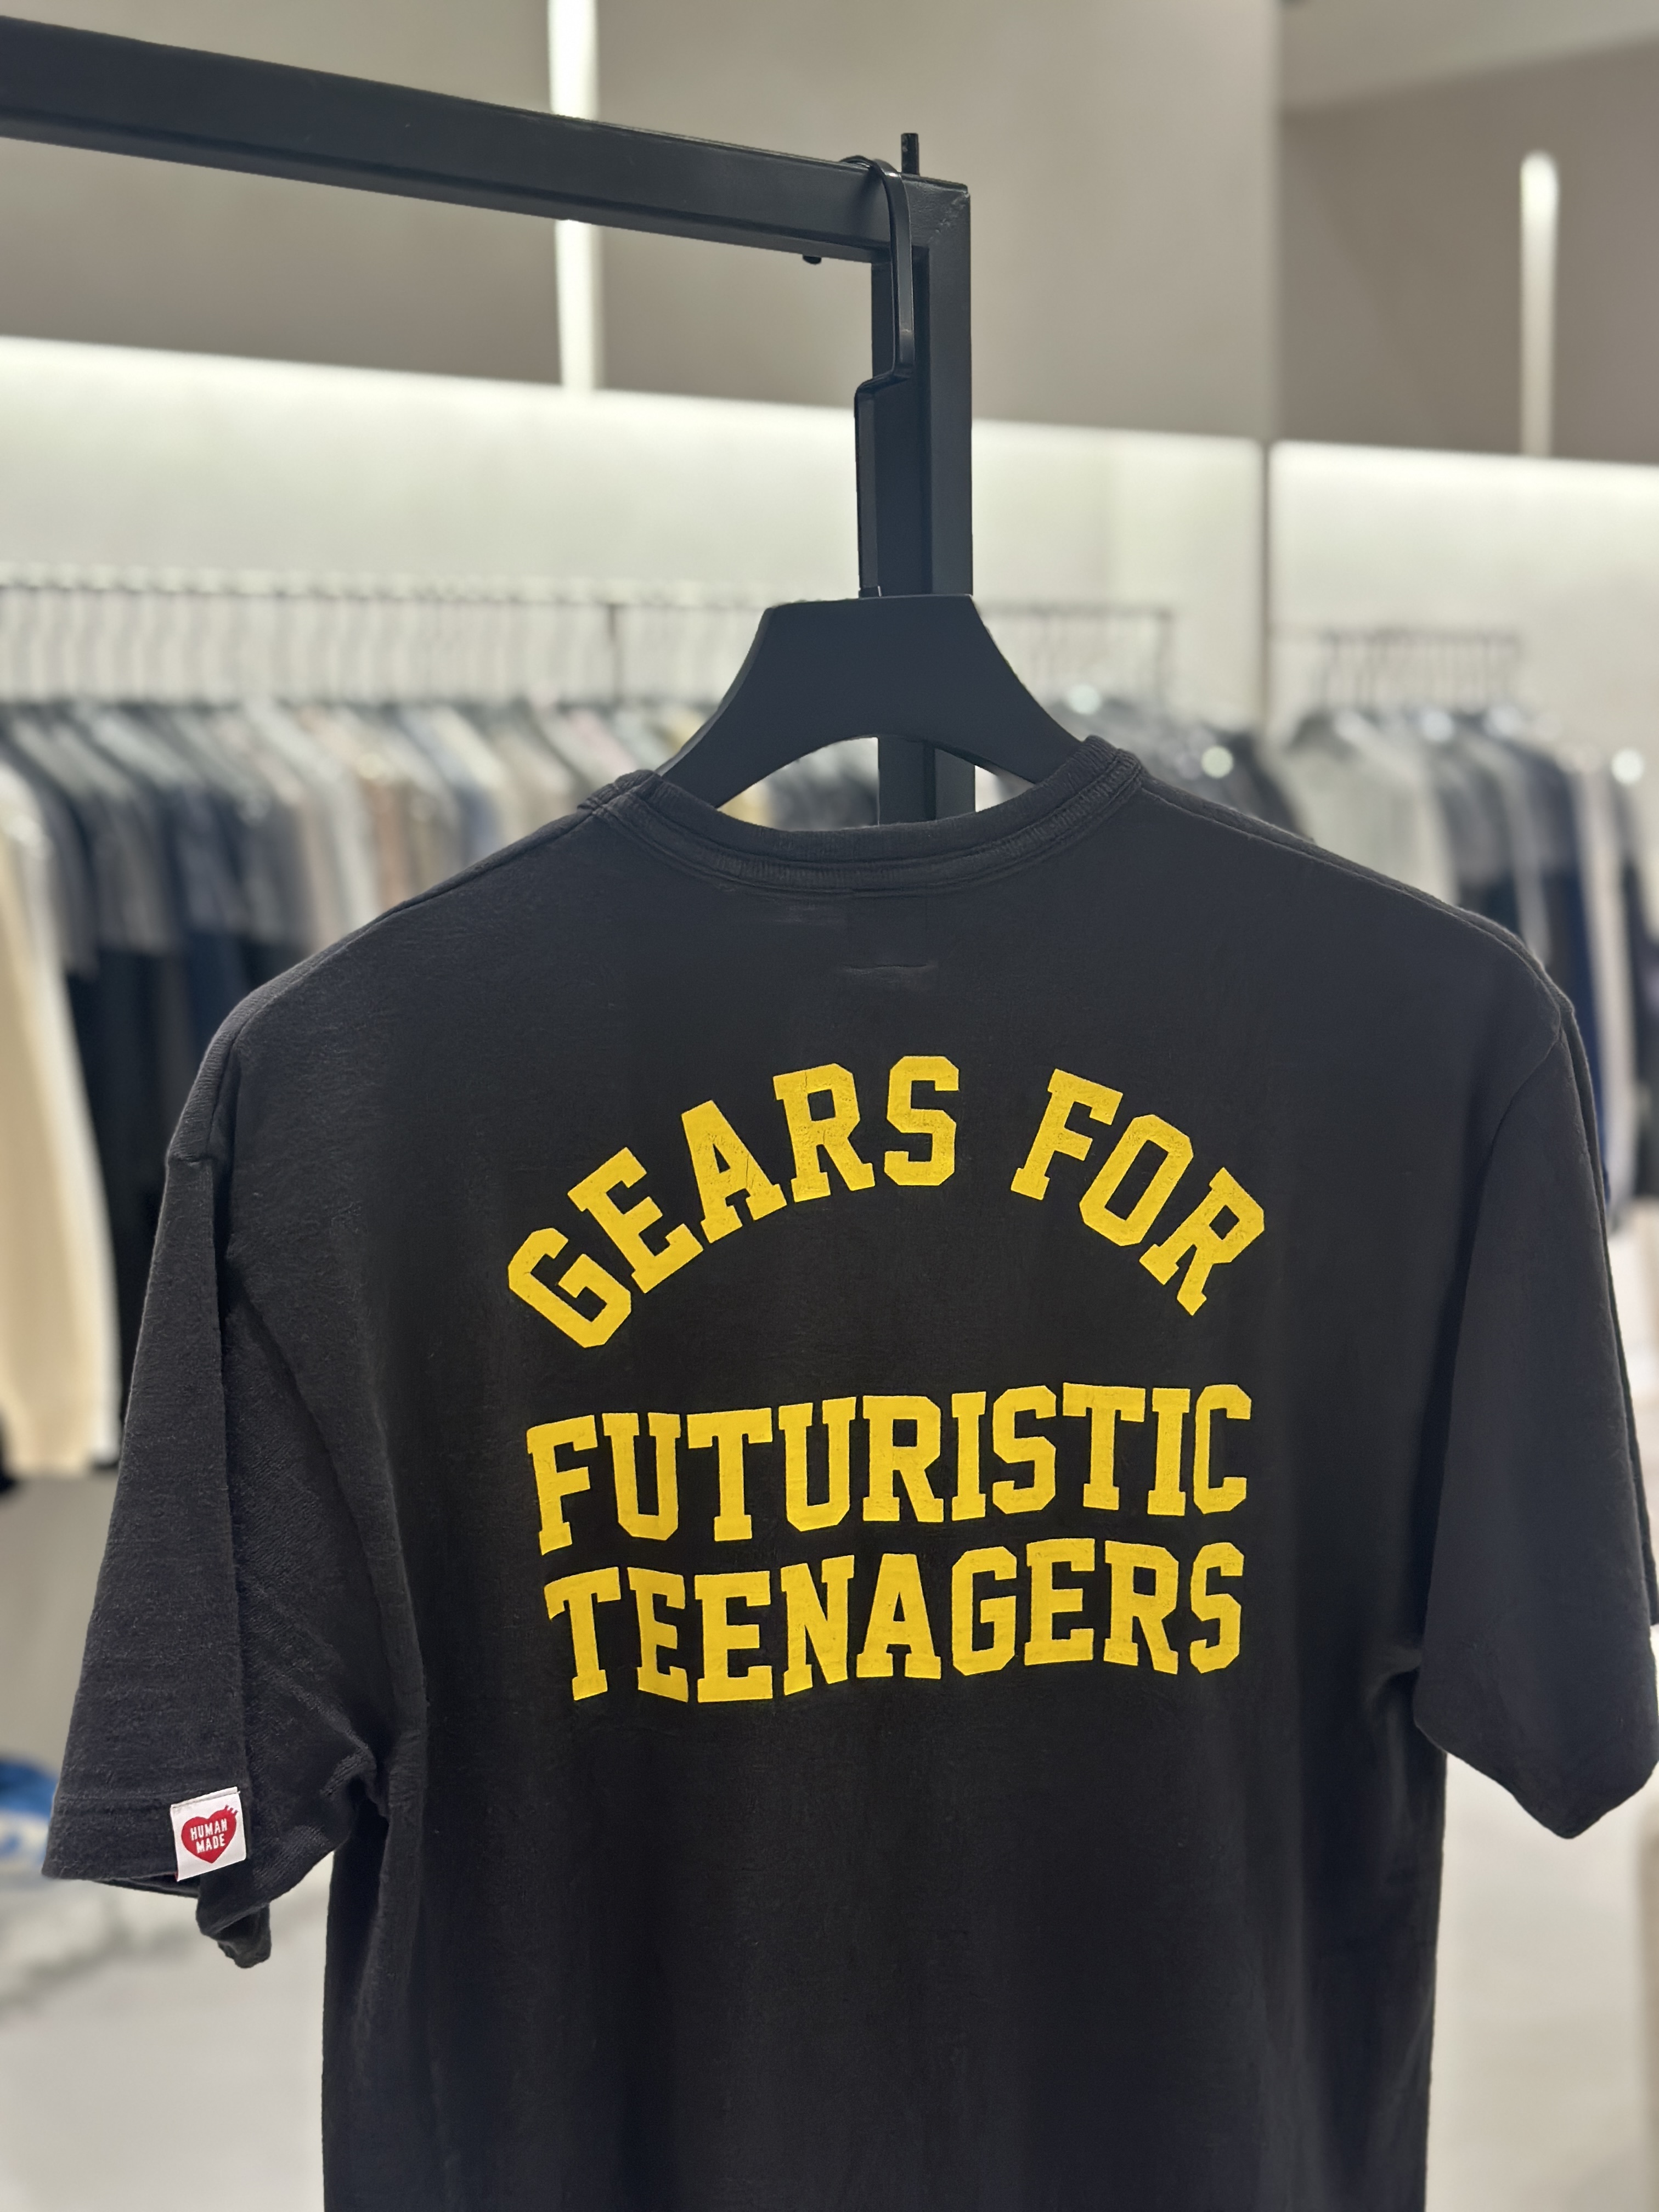 GEARS FOR
FUTURISTIC
TEENAGERS
HUMAN
MADE